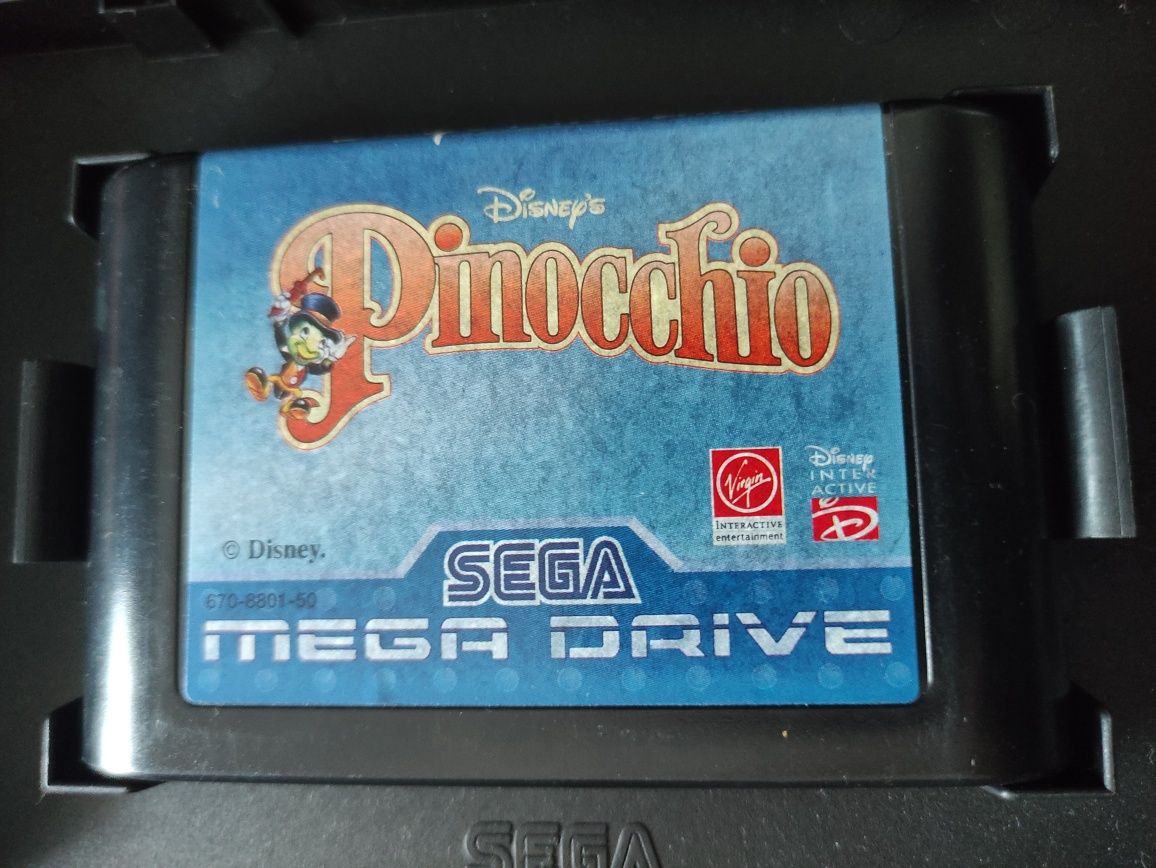 Disney's
Pinocchio
Virgin
INTERACTIVE
entertainment
Disney
INTER
ACTIVE
D
© Disney.
SEGA
670-8801-50
MEGA DRIVE
SEGA